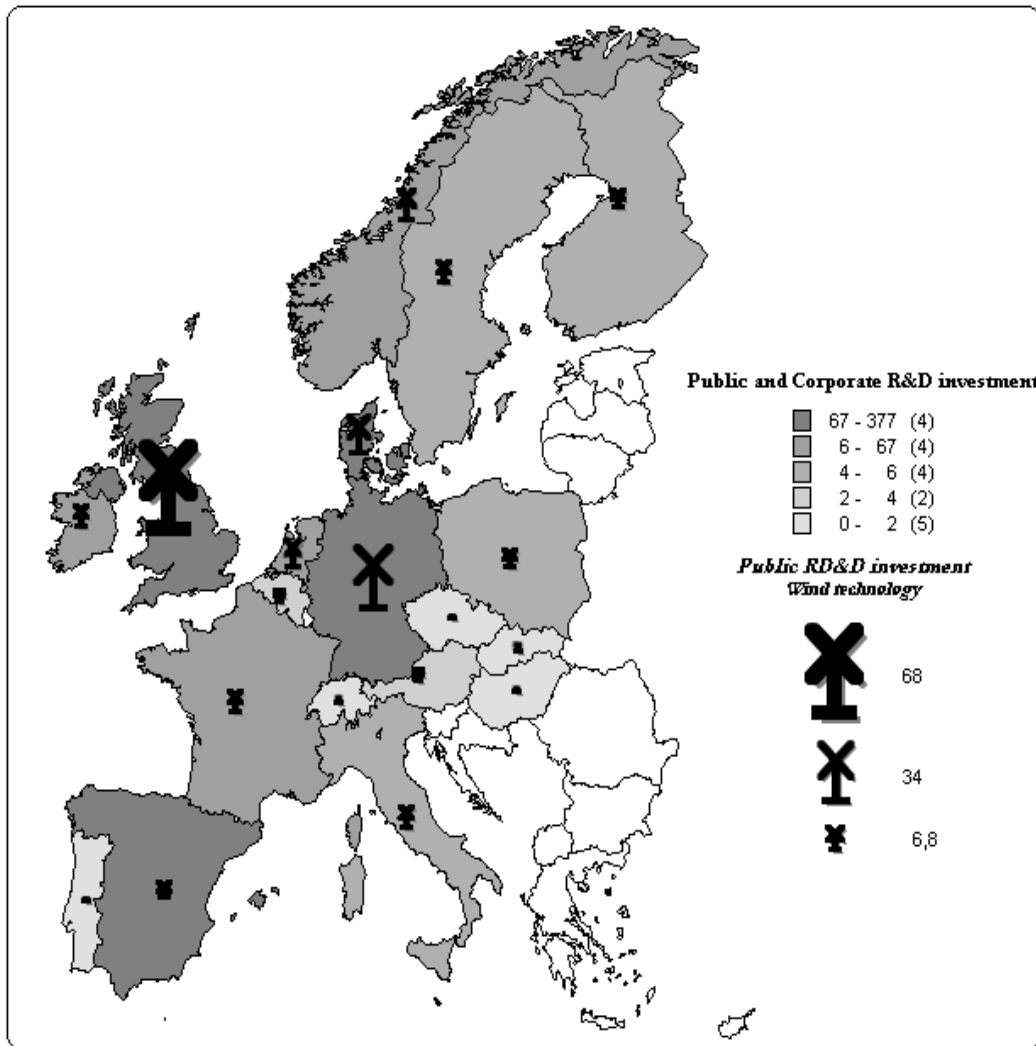 Public and Corporate R&D investment
67 - 377 (4)
6 - 67 (4)
4 - 6 (4)
2 - 4 (2)
0 - 2 (5)
Public RD&D investment
Wind technology
68
34
6,8